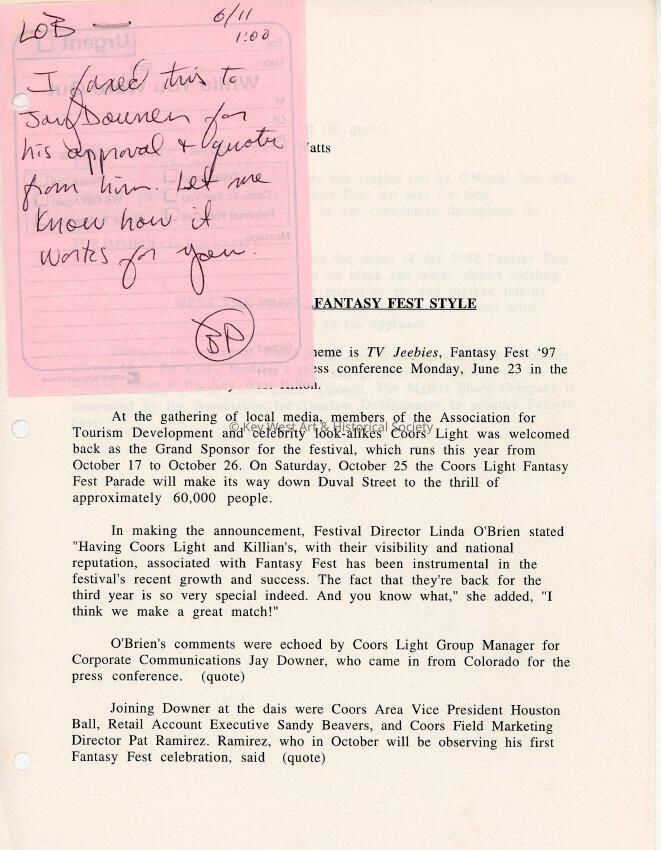 LOB
6/11
1:00
I faxed this to
Jay Downer for
his approval & quote
from him. Let me
know how it
works for you.
BP
GC quote)
atts
FANTASY FEST STYLE
heme is TV Jeebies, Fantasy Fest ‘97
ess conference Monday, June 23 in the
At the gathering of local media, members of the Association for
Tourism Development and celebrity look-alikes Coors Light was welcomed
back as the Grand Sponsor for the festival, which runs this year from
October 17 to October 26. On Saturday, October 25 the Coors Light Fantasy
Fest Parade will make its way down Duval Street to the thrill of
approximately 60,000 people.
© Key West Art & Historical Society
In making the announcement, Festival Director Linda O'Brien stated
"Having Coors Light and Killian's, with their visibility and national
reputation, associated with Fantasy Fest has been instrumental in the
festival's recent growth and success. The fact that they're back for the
third year is so very special indeed. And you know what," she added, "I
think we make a great match!"
O'Brien's comments were echoed by Coors Light Group Manager for
Corporate Communications Jay Downer, who came in from Colorado for the
press conference. (quote)
Joining Downer at the dais were Coors Area Vice President Houston
Ball, Retail Account Executive Sandy Beavers, and Coors Field Marketing
Director Pat Ramirez. Ramirez, who in October will be observing his first
Fantasy Fest celebration, said (quote)